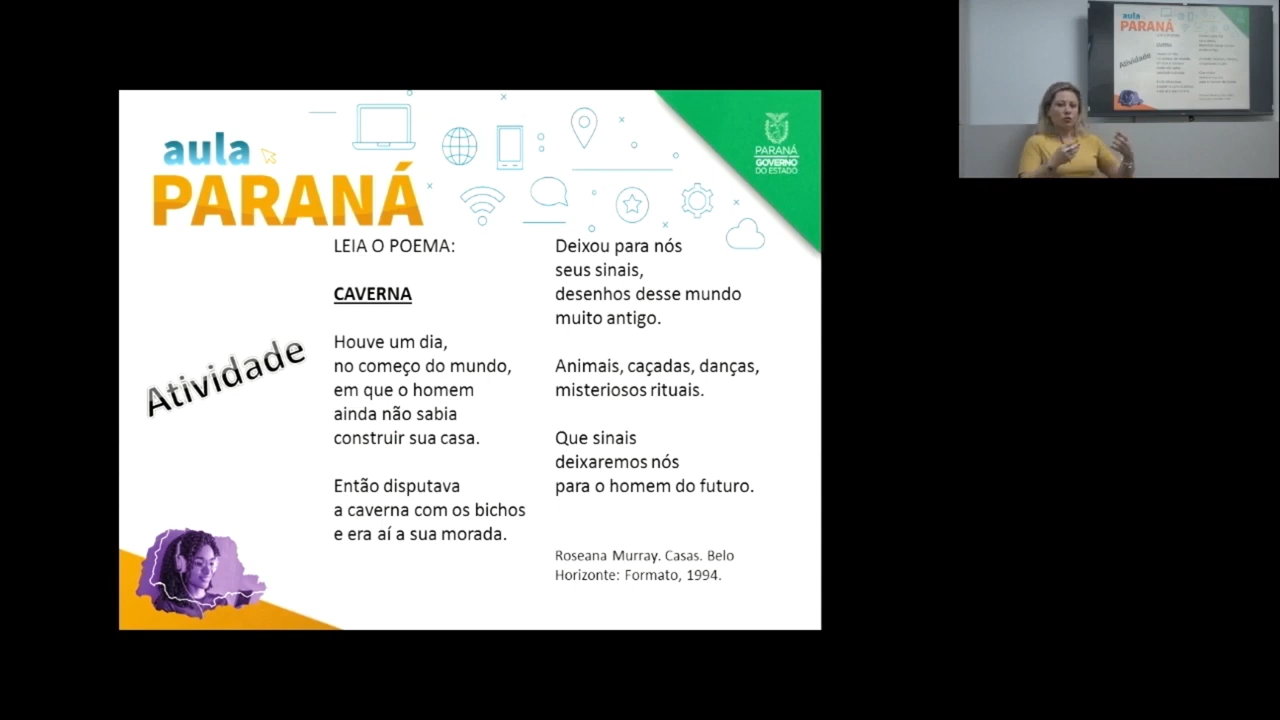 aula
PARANÁ
PARANÁ
GOVERNO
DO ESTADO
Atividade
LEIA O POEMA:
CAVERNA
Houve um dia,
no começo do mundo,
em que o homem
ainda não sabia
construir sua casa.
Então disputava
a caverna com os bichos
e era aí a sua morada.
Deixou para nós
seus sinais,
desenhos desse mundo
muito antigo.
Animais, caçadas, danças,
misteriosos rituais.
Que sinais
deixaremos nós
para o homem do futuro.
Roseana Murray. Casas. Belo
Horizonte: Formato, 1994.
aula
PARANÁ
Atividade